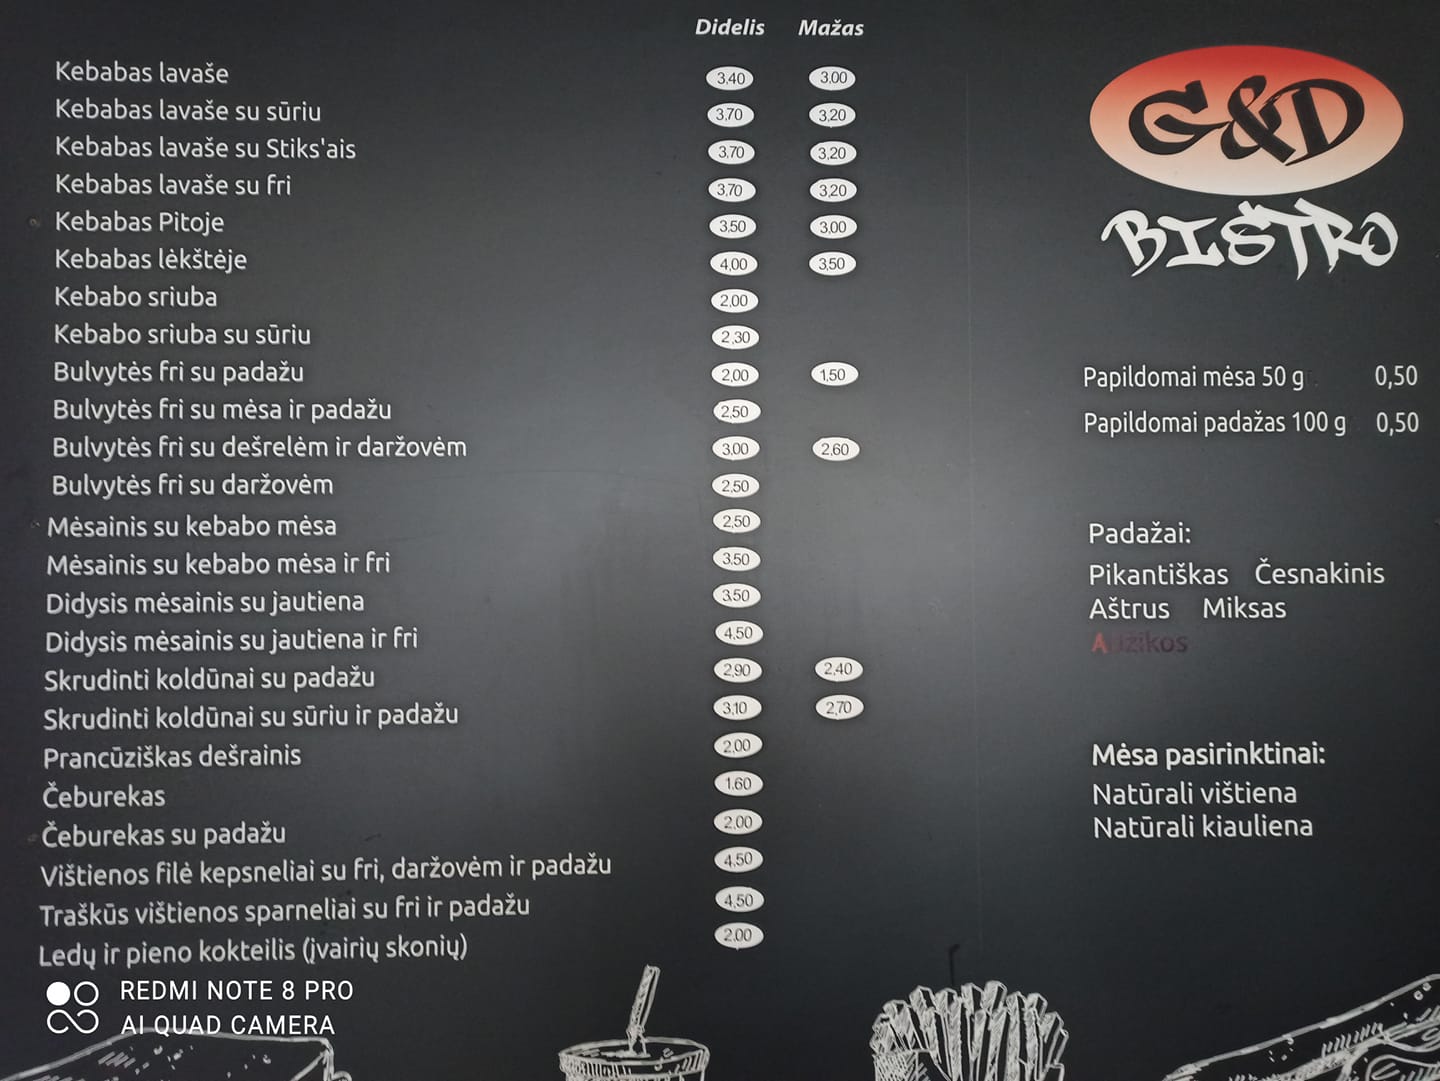 Didelis Mažas
Kebabas lavaše 3,40 3,00
Kebabas lavaše su sūriu 3,70 3,20
Kebabas lavaše su Stiks'ais 3,70 3,20
Kebabas lavaše su fri 3,70 3,20
Kebabas Pitoje 3,50 3,00
Kebabas lėkštėje 4,00 3,50
Kebabo sriuba 2,00
Kebabo sriuba su sūriu 2,30
Bulvytės fri su padažu 2,00 1,50
Bulvytės fri su mėsa ir padažu 2,50
Bulvytės fri su dešrelėm ir daržovėm 3,00 2,60
Bulvytės fri su daržovėm 2,50
Mėsainis su kebabo mėsa 2,50
Mėsainis su kebabo mėsa ir fri 3,50
Didysis mėsainis su jautiena 3,50
Didysis mėsainis su jautiena ir fri 4,50
Skrudinti koldūnai su padažu 2,90 2,40
Skrudinti koldūnai su sūriu ir padažu 3,10 2,70
Prancūziškas dešrainis 2,00
Čeburekas 1,60
Čeburekas su padažu 2,00
Vištienos filė kepsneliai su fri, daržovėm ir padažu 4,50
Traškūs vištienos sparneliai su fri ir padažu 4,50
Ledų ir pieno kokteilis (įvairių skonių) 2,00
G&D
BISTRO
Papildomai mėsa 50 g 0,50
Papildomai padažas 100 g 0,50
Padažai:
Pikantiškas Česnakinis
Aštrus Miksas
Mėsa pasirinktinai:
Natūrali vištiena
Natūrali kiauliena
REDMI NOTE 8 PRO
AI QUAD CAMERA